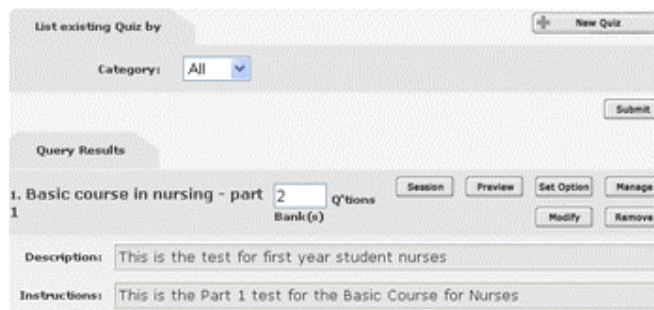 List existing Quiz by
New Quiz
Category: All
Submit
Query Results
1. Basic course in nursing - part 2 Q'tions Session Preview Set Option Manage
1 Bank(s) Modify Remove
Description: This is the test for first year student nurses
Instructions: This is the Part 1 test for the Basic Course for Nurses